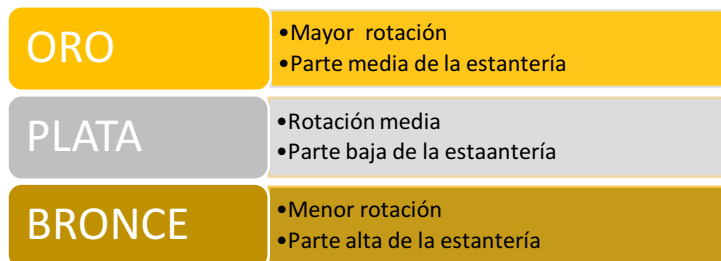 ORO
•Mayor rotación
•Parte media de la estantería
PLATA
•Rotación media
•Parte baja de la estaantería
BRONCE
•Menor rotación
•Parte alta de la estantería